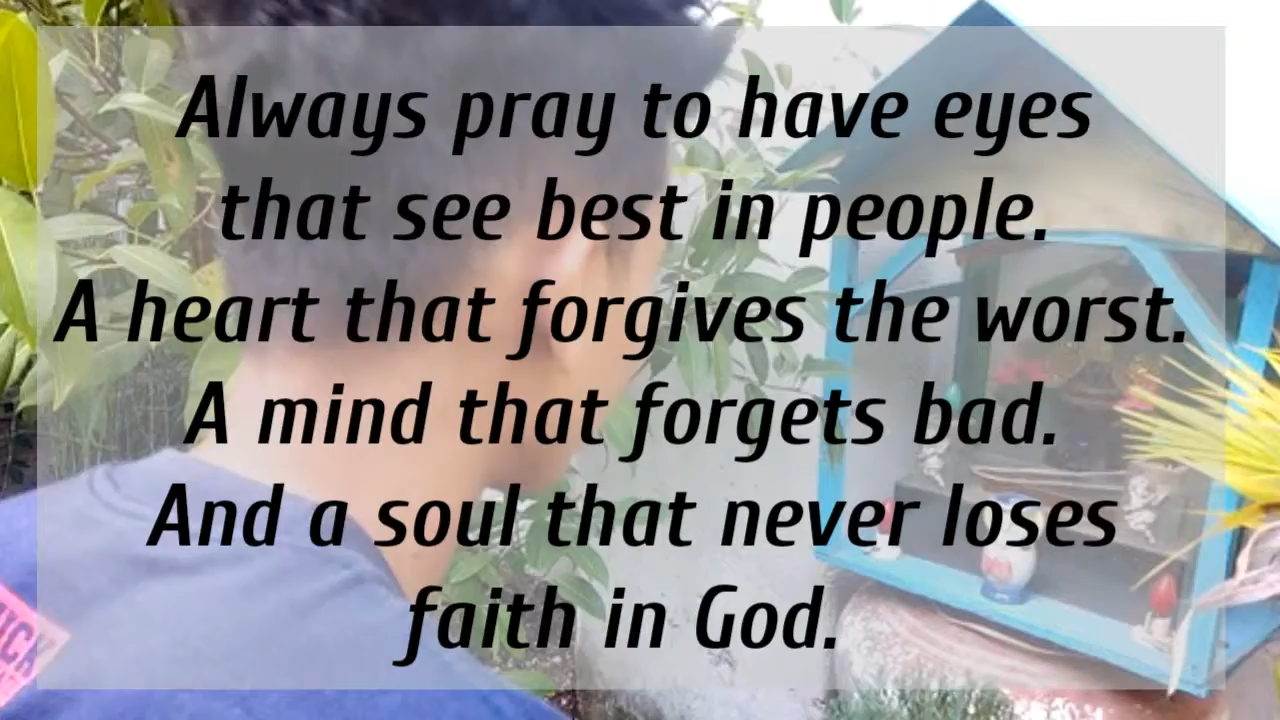 Always pray to have eyes
that see best in people.
A heart that forgives the worst.
A mind that forgets bad.
And a soul that never loses
faith in God.